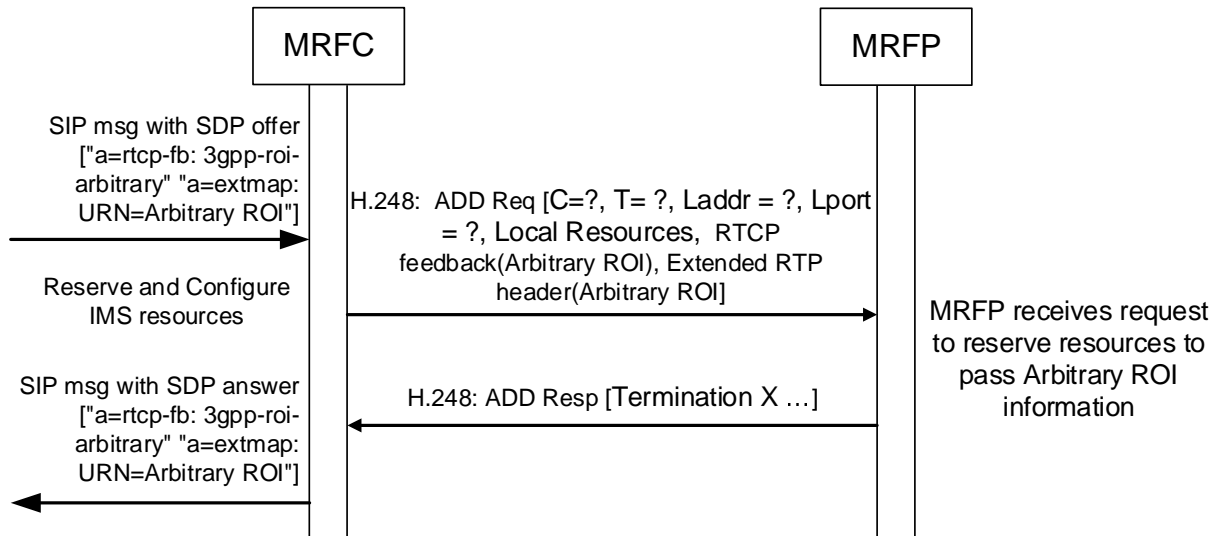 MRFC
MRFP
SIP msg with SDP offer
["a=rtcp-fb: 3gpp-roi-
arbitrary" "a=extmap:
URN=Arbitrary ROI"]
H.248:  ADD Req [C=?, T= ?, Laddr = ?, Lport
= ?, Local Resources,  RTCP
feedback(Arbitrary ROI), Extended RTP
header(Arbitrary ROI]
Reserve and Configure
IMS resources
MRFP receives request
to reserve resources to
pass Arbitrary ROI
information
SIP msg with SDP answer
["a=rtcp-fb: 3gpp-roi-
arbitrary" "a=extmap:
URN=Arbitrary ROI"]
H.248: ADD Resp [Termination X …]